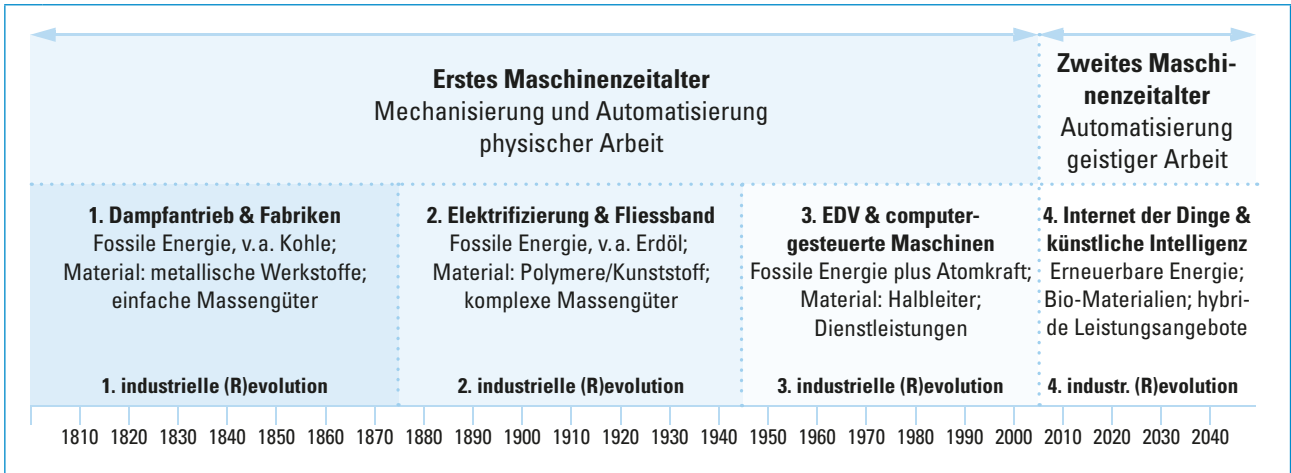 Erstes Maschinenzeitalter
Mechanisierung und Automatisierung
physischer Arbeit
Zweites Maschi-
nenzeitalter
Automatisierung
geistiger Arbeit
1. Dampfantrieb & Fabriken
Fossile Energie, v. a. Kohle;
Material: metallische Werkstoffe;
einfache Massengüter
1. industrielle (R)evolution
2. Elektrifizierung & Fliessband
Fossile Energie, v. a. Erdöl;
Material: Polymere/Kunststoff;
komplexe Massengüter
2. industrielle (R)evolution
3. EDV & computer-
gesteuerte Maschinen
Fossile Energie plus Atomkraft;
Material: Halbleiter;
Dienstleistungen
3. industrielle (R)evolution
4. Internet der Dinge &
künstliche Intelligenz
Erneuerbare Energie;
Bio-Materialien; hybri-
de Leistungsangebote
4. industr. (R)evolution
1810 1820 1830 1840 1850 1860 1870 1880 1890 1900 1910 1920 1930 1940 1950 1960 1970 1980 1990 2000 2010 2020 2030 2040